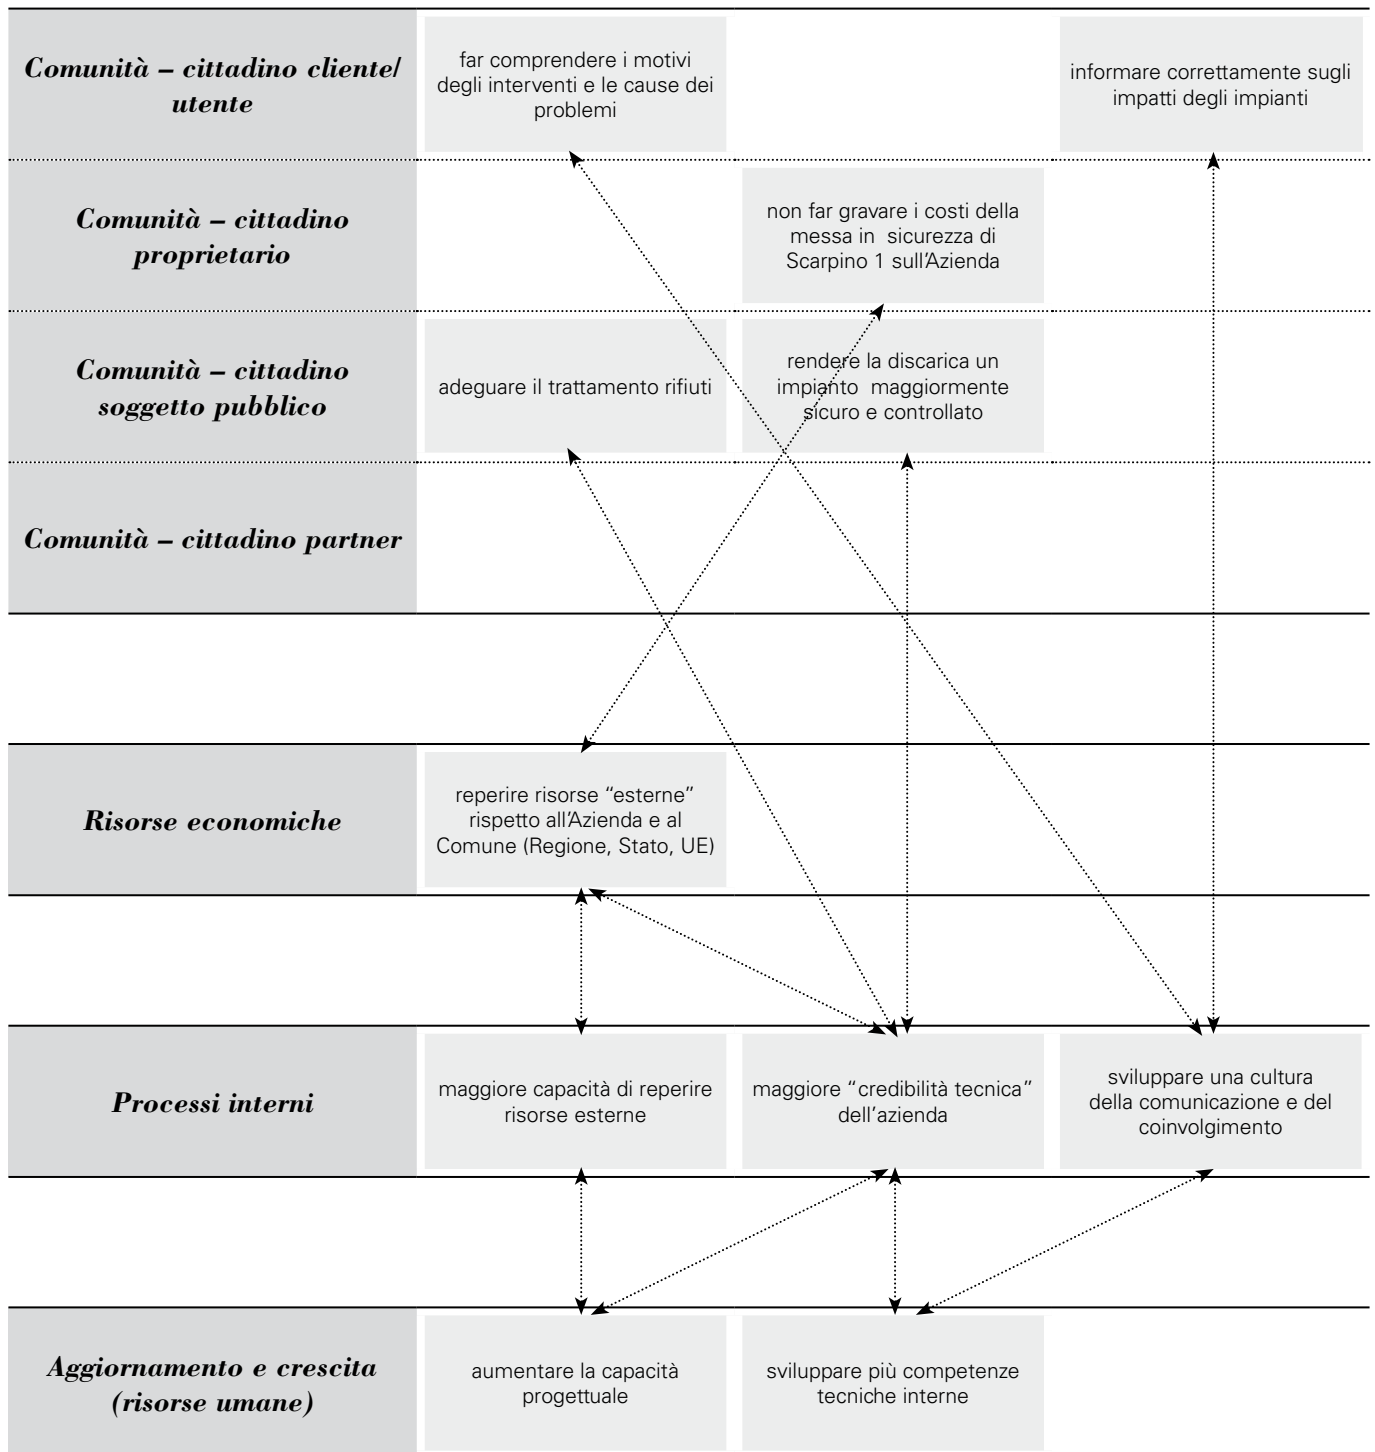 Comunità – cittadino cliente/
utente
far comprendere i motivi
degli interventi e le cause dei
problemi
informare correttamente sugli
impatti degli impianti
Comunità – cittadino
proprietario
non far gravare i costi della
messa in sicurezza di
Scarpino 1 sull'Azienda
Comunità – cittadino
soggetto pubblico
adeguare il trattamento rifiuti
rendere la discarica un
impianto maggiormente
sicuro e controllato
Comunità – cittadino partner
Risorse economiche
reperire risorse “esterne”
rispetto all'Azienda e al
Comune (Regione, Stato, UE)
Processi interni
maggiore capacità di reperire
risorse esterne
maggiore “credibilità tecnica”
dell'azienda
sviluppare una cultura
della comunicazione e del
coinvolgimento
Aggiornamento e crescita
(risorse umane)
aumentare la capacità
progettuale
sviluppare più competenze
tecniche interne